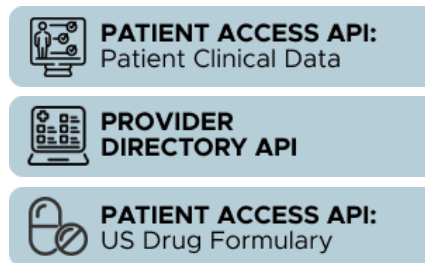 PATIENT ACCESS API:
Patient Clinical Data
PROVIDER
DIRECTORY API
PATIENT ACCESS API:
US Drug Formulary